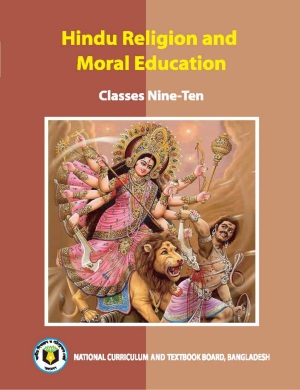 Hindu Religion and
Moral Education
Classes Nine-Ten
NATIONAL CURRICULUM AND TEXTBOOK BOARD, BANGLADESH